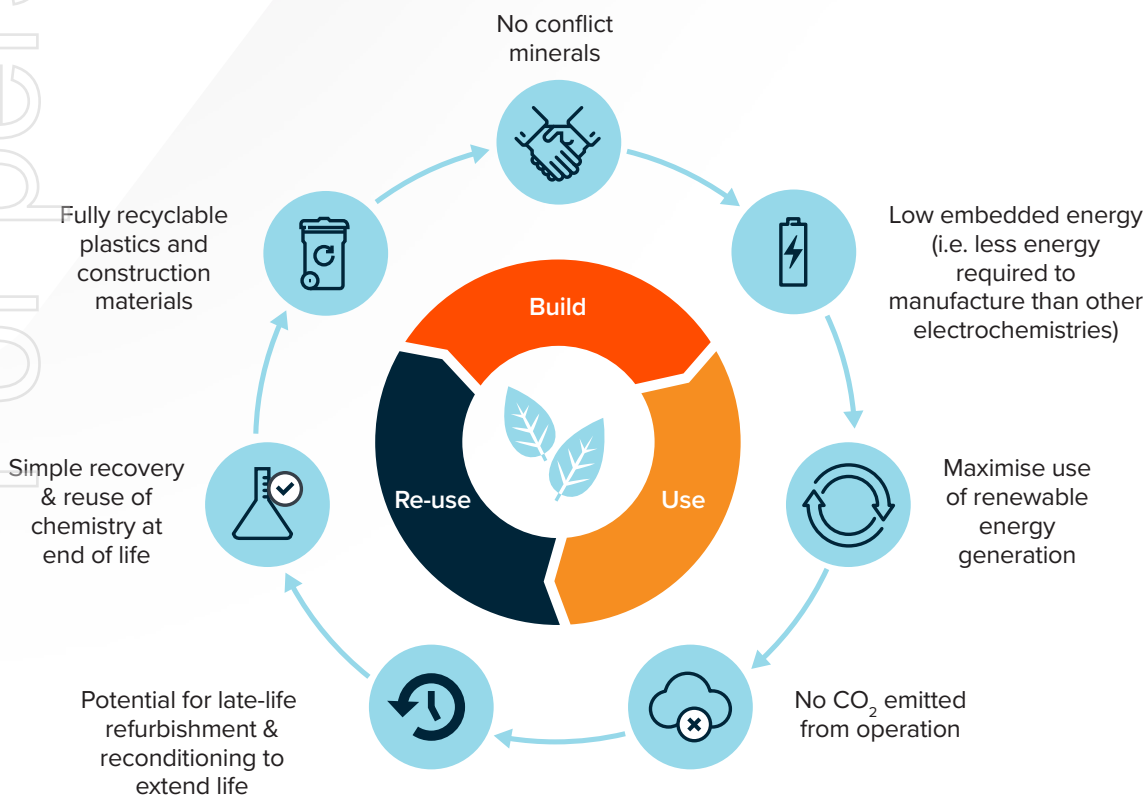 No conflict
minerals
Fully recyclable
plastics and
construction
materials
Low embedded energy
(i.e. less energy
required to
manufacture than other
electrochemistries)
Build
Re-use
Use
Simple recovery
& reuse of
chemistry at
end of life
Maximise use
of renewable
energy
generation
Potential for late-life
refurbishment &
reconditioning to
extend life
No CO₂ emitted
from operation